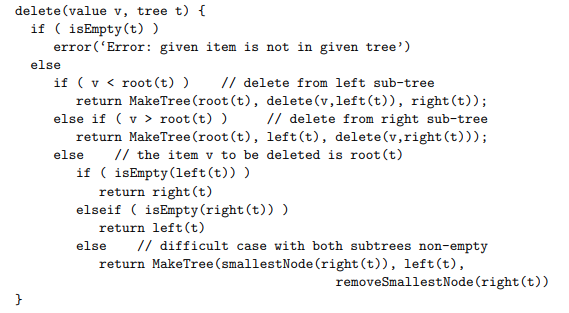 delete(value v, tree t) {
if ( isEmpty(t) )
error(‘Error: given item is not in given tree’)
else
if ( v < root(t) ) // delete from left sub-tree
return MakeTree(root(t), delete(v,left(t)), right(t));
else if ( v > root(t) ) // delete from right sub-tree
return MakeTree(root(t), left(t), delete(v,right(t)));
else // the item v to be deleted is root(t)
if ( isEmpty(left(t)) )
return right(t)
elseif ( isEmpty(right(t)) )
return left(t)
else // difficult case with both subtrees non-empty
return MakeTree(smallestNode(right(t)), left(t),
removeSmallestNode(right(t))
}